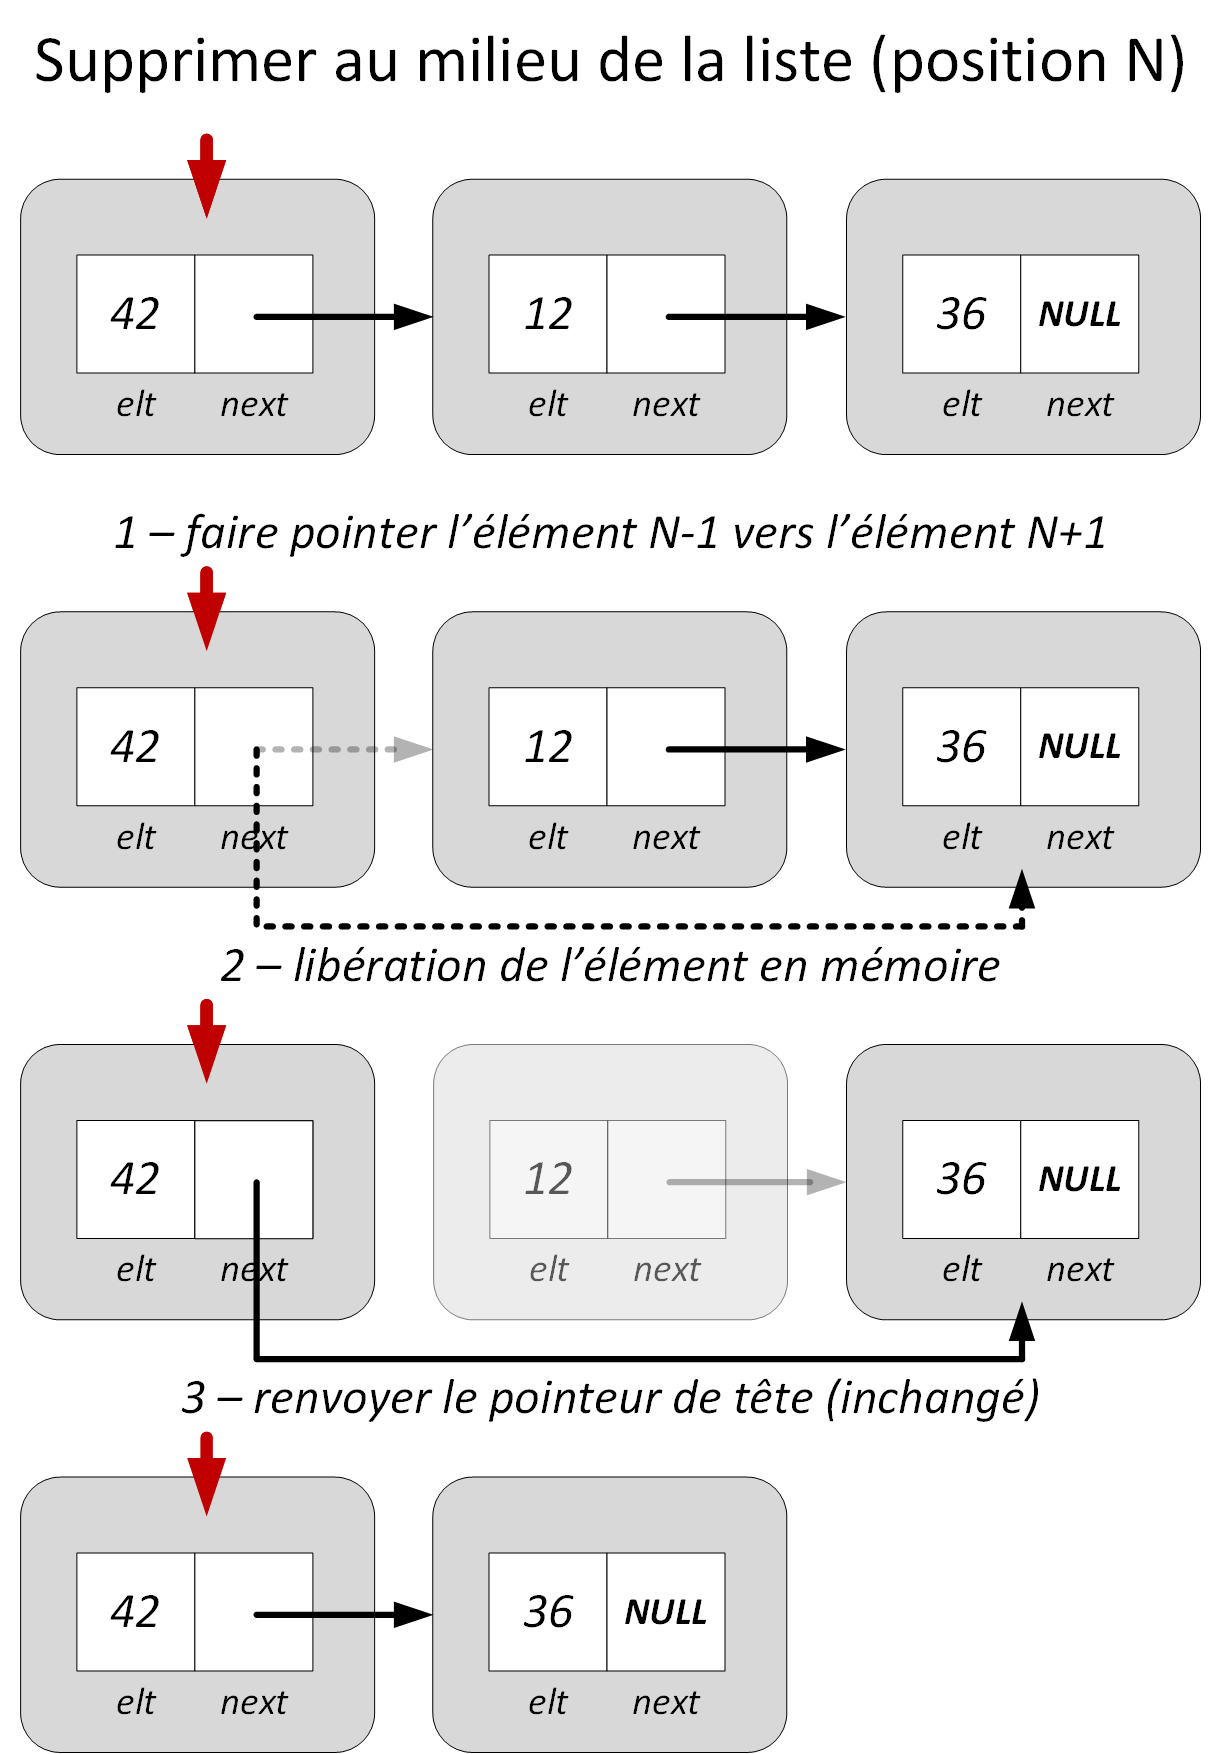 Supprimer au milieu de la liste (position N)
42 12 36 NULL
elt next elt next elt next
1 – faire pointer l’élément N-1 vers l’élément N+1
42 12 36 NULL
elt next elt next elt next
2 – libération de l’élément en mémoire
42 12 36 NULL
elt next elt next elt next
3 – renvoyer le pointeur de tête (inchangé)
42 36 NULL
elt next elt next